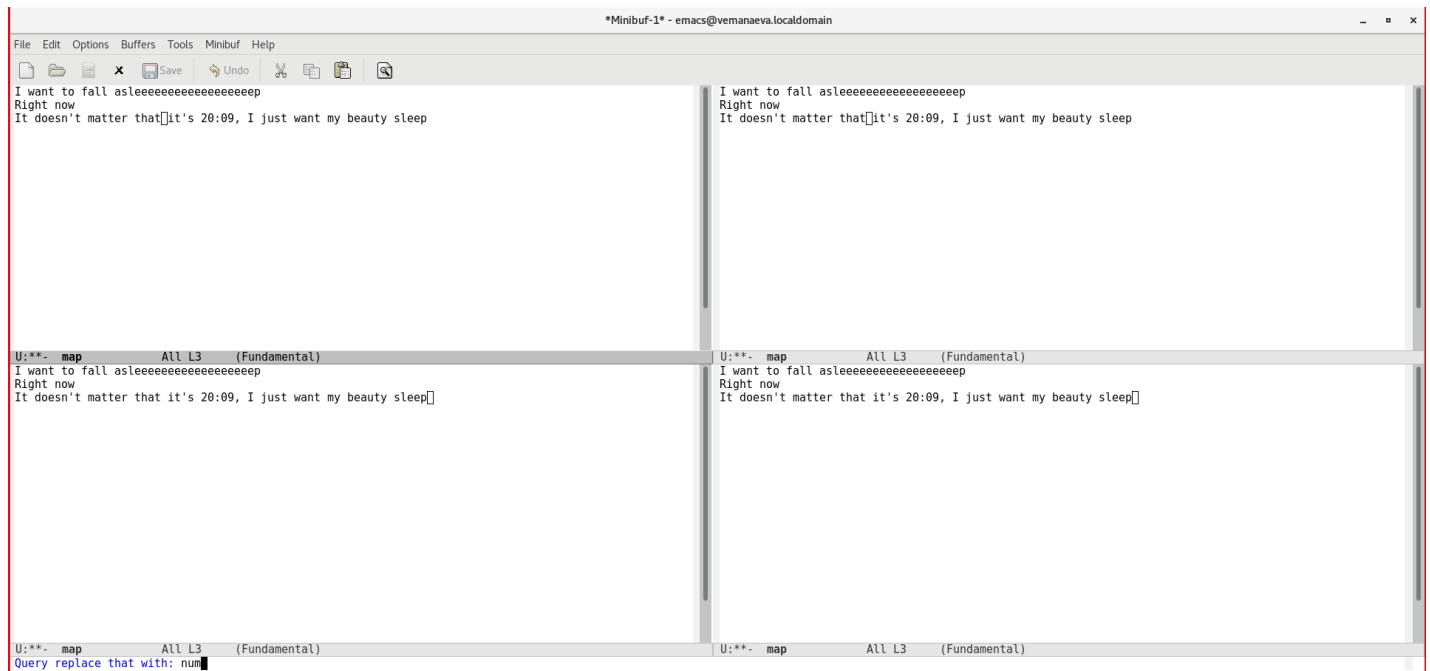 *Minibuf-1* - emacs@vemanaeva.localdomain
File Edit Options Buffers Tools Minibuf Help
Save Undo
I want to fall asleeeeeeeeeeeeeeeeeeep
Right now
It doesn't matter that it's 20:09, I just want my beauty sleep
U:**- map All L3 (Fundamental)
I want to fall asleeeeeeeeeeeeeeeeeeep
Right now
It doesn't matter that it's 20:09, I just want my beauty sleep
U:**- map All L3 (Fundamental)
I want to fall asleeeeeeeeeeeeeeeeeeep
Right now
It doesn't matter that it's 20:09, I just want my beauty sleep
U:**- map All L3 (Fundamental)
I want to fall asleeeeeeeeeeeeeeeeeeep
Right now
It doesn't matter that it's 20:09, I just want my beauty sleep
U:**- map All L3 (Fundamental)
Query replace that with: num